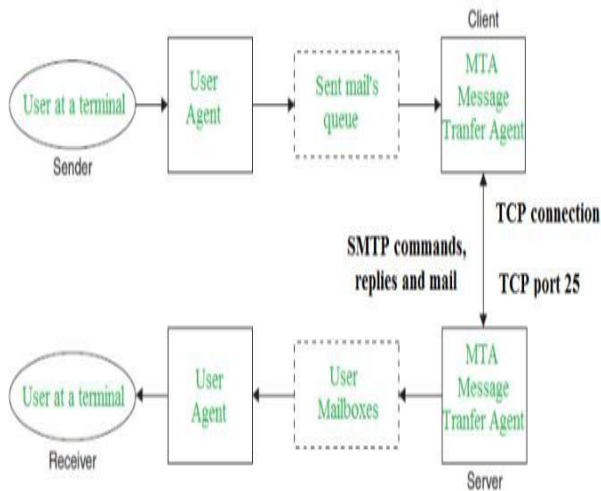 Client
User at a terminal
User
Agent
Sent mail's
queue
MTA
Message
Tranfer Agent
Sender
TCP connection
SMTP commands,
replies and mail
TCP port 25
User at a terminal
User
Agent
User
Mailboxes
MTA
Message
Tranfer Agent
Receiver
Server